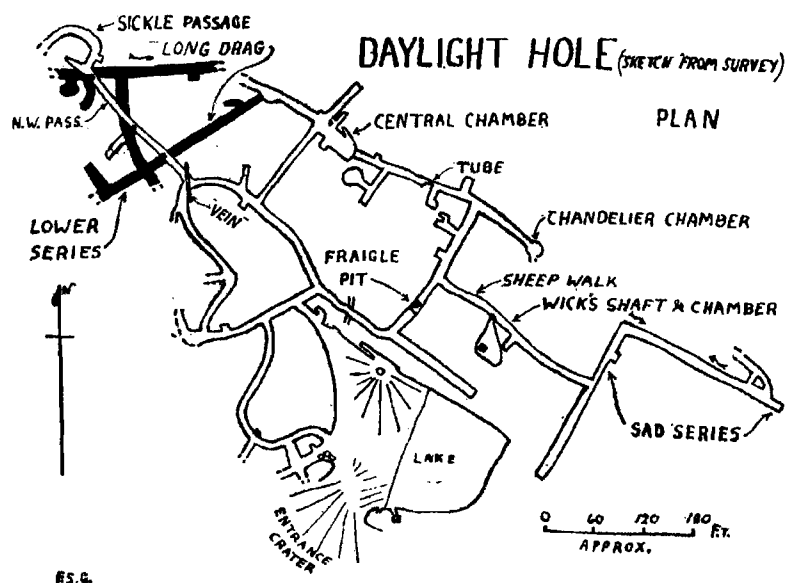 SICKLE PASSAGE
LONG DRAG
DAYLIGHT HOLE (SKETCH FROM SURVEY)
PLAN
N.W. PASS.
CENTRAL CHAMBER
TUBE
VEIN
LOWER
SERIES
CHANDELIER CHAMBER
FRAIGLE
PIT
SHEEP WALK
WICK'S SHAFT & CHAMBER
N
SAD SERIES
LAKE
ENTRANCE
CRATER
0 60 120 180 FT.
APPROX.
E.S.G.